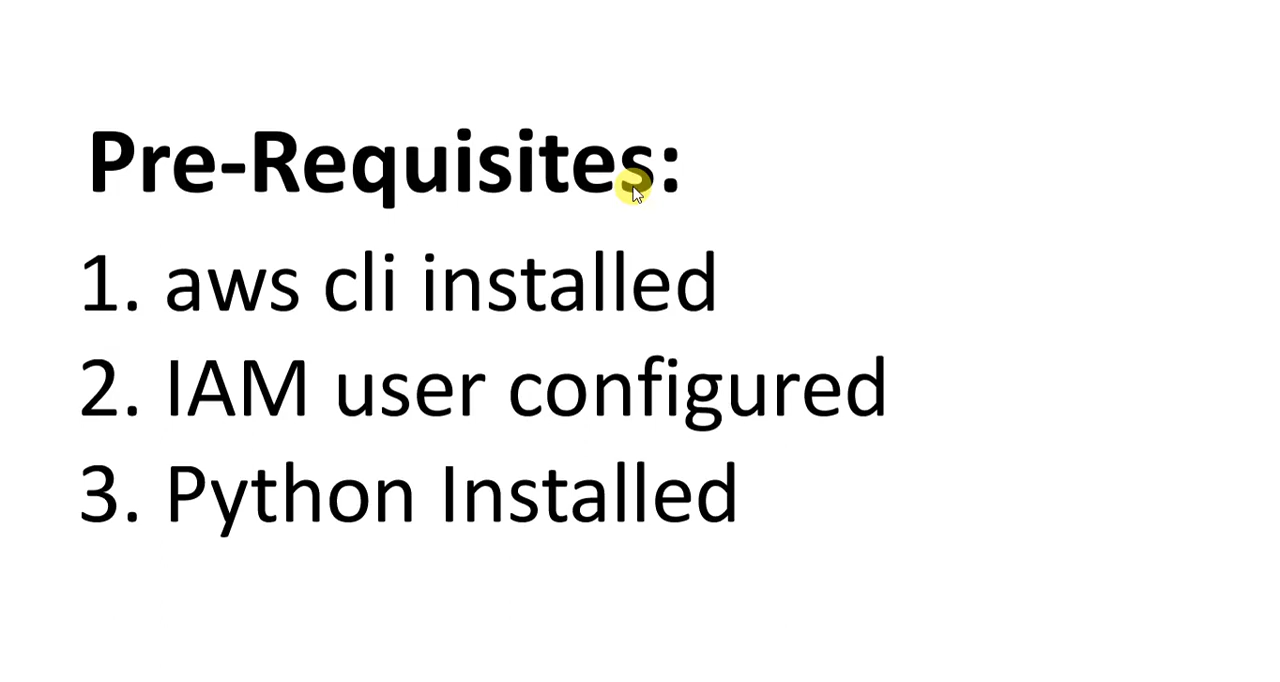 Pre-Requisites:
1. aws cli installed
2. IAM user configured
3. Python Installed